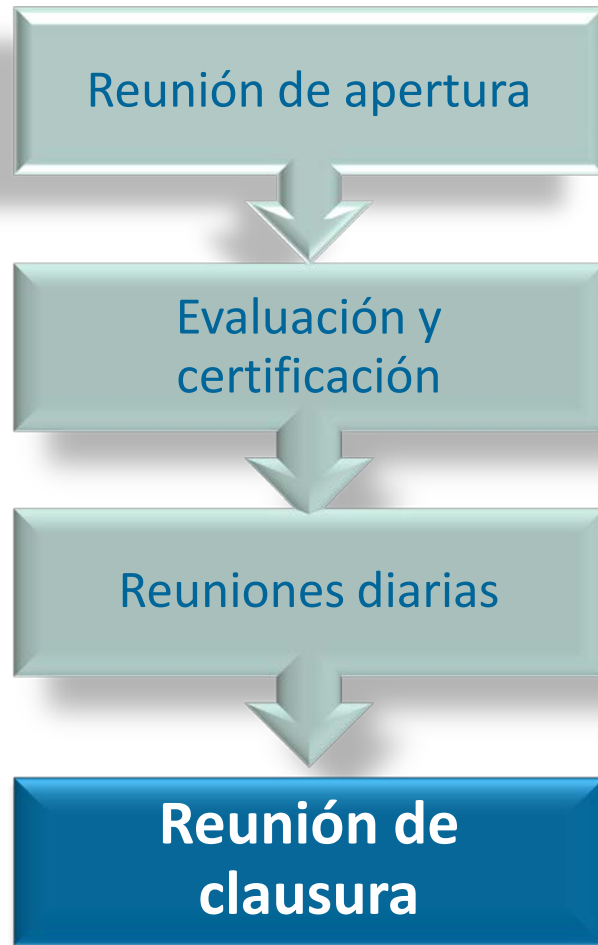 Reunión de apertura
Evaluación y
certificación
Reuniones diarias
Reunión de
clausura